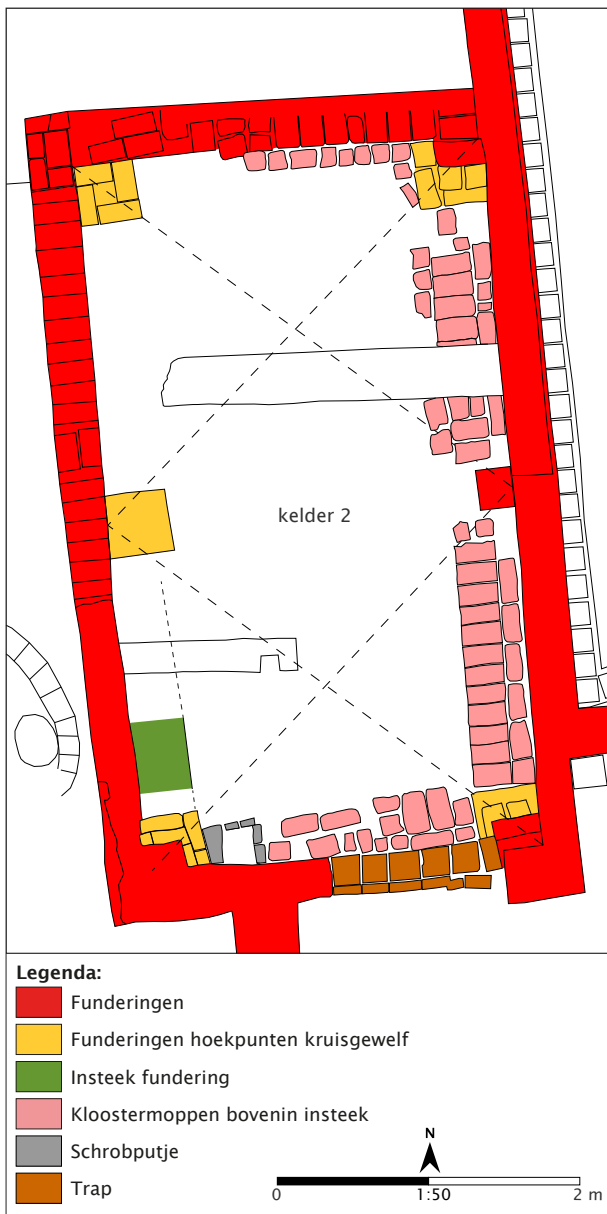 kelder 2
Legenda:
Funderingen
Funderingen hoekpunten kruisgewelf
Insteek fundering
Kloostermoppen bovenin insteek
Schrobputje
Trap
N
0 1:50 2 m